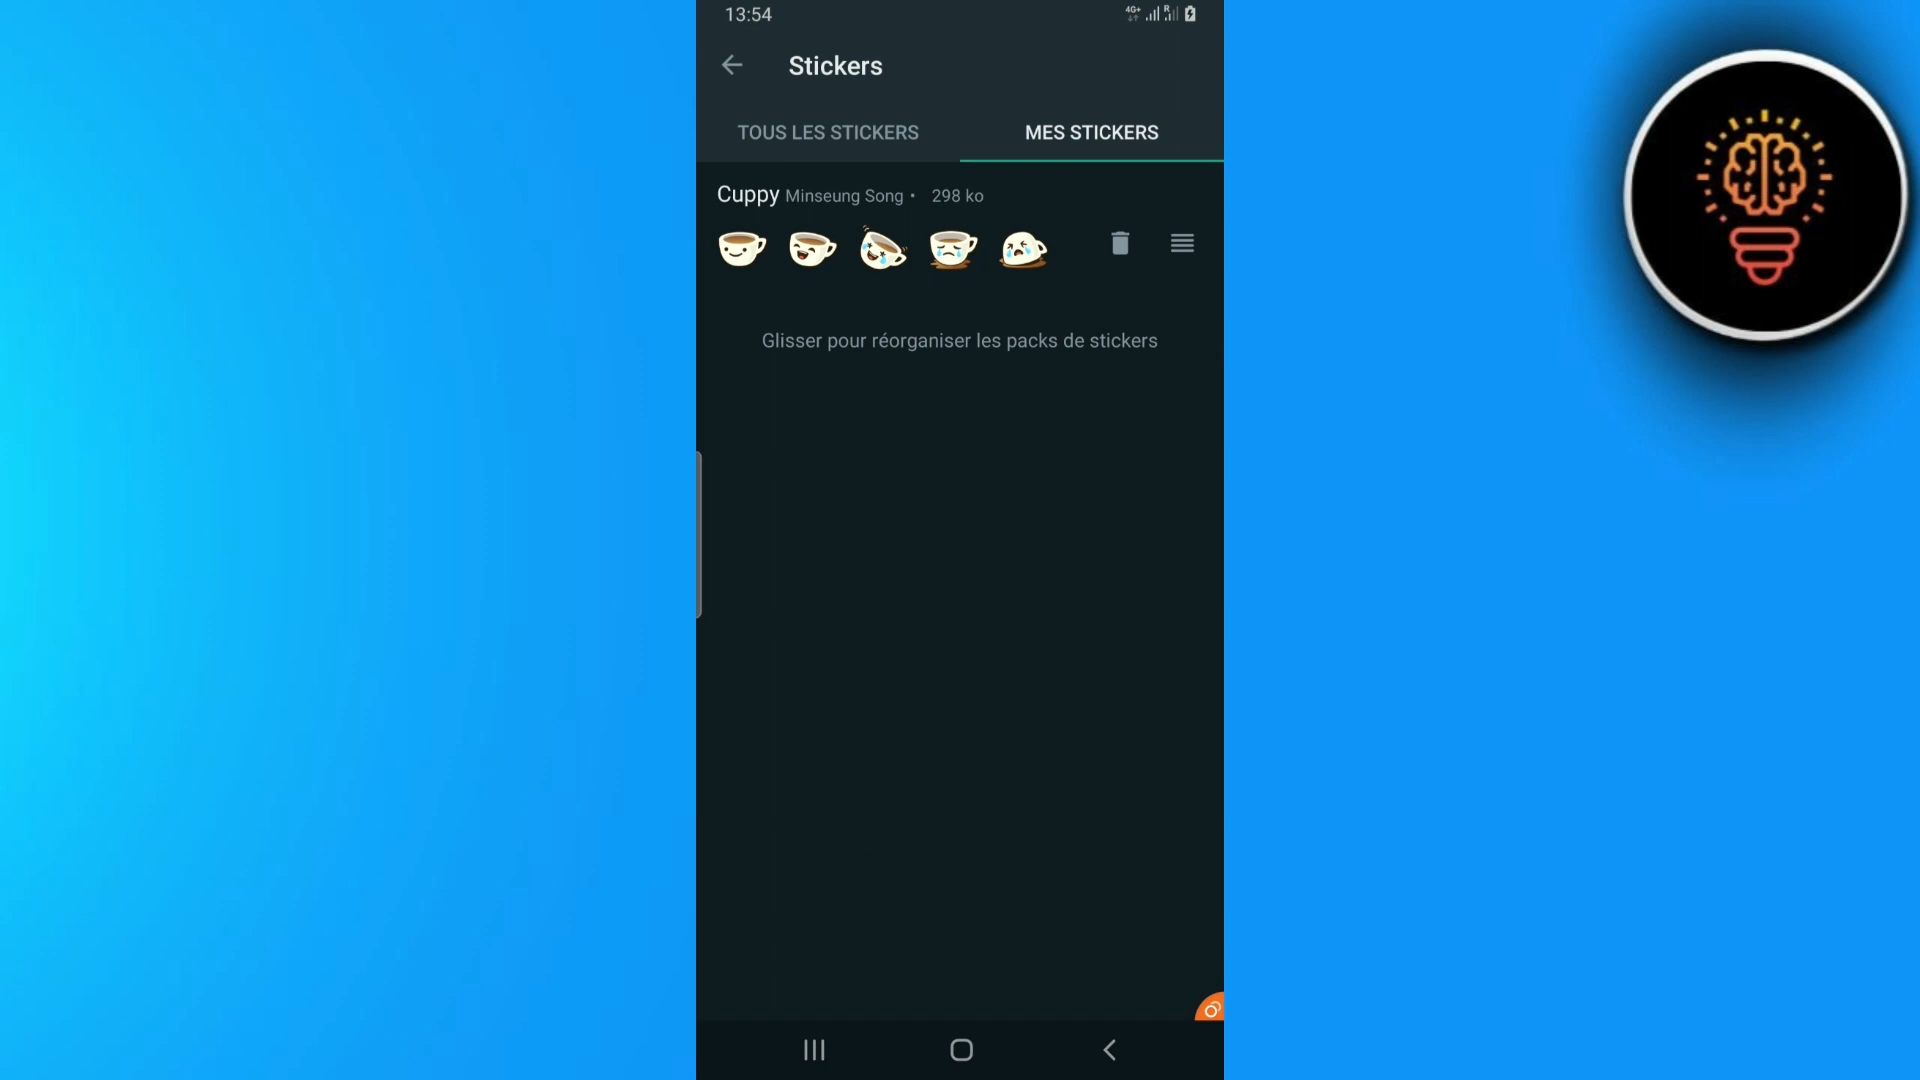 13:54
4G+
R
Stickers
TOUS LES STICKERS
MES STICKERS
Cuppy Minseung Song • 298 ko
Glisser pour réorganiser les packs de stickers